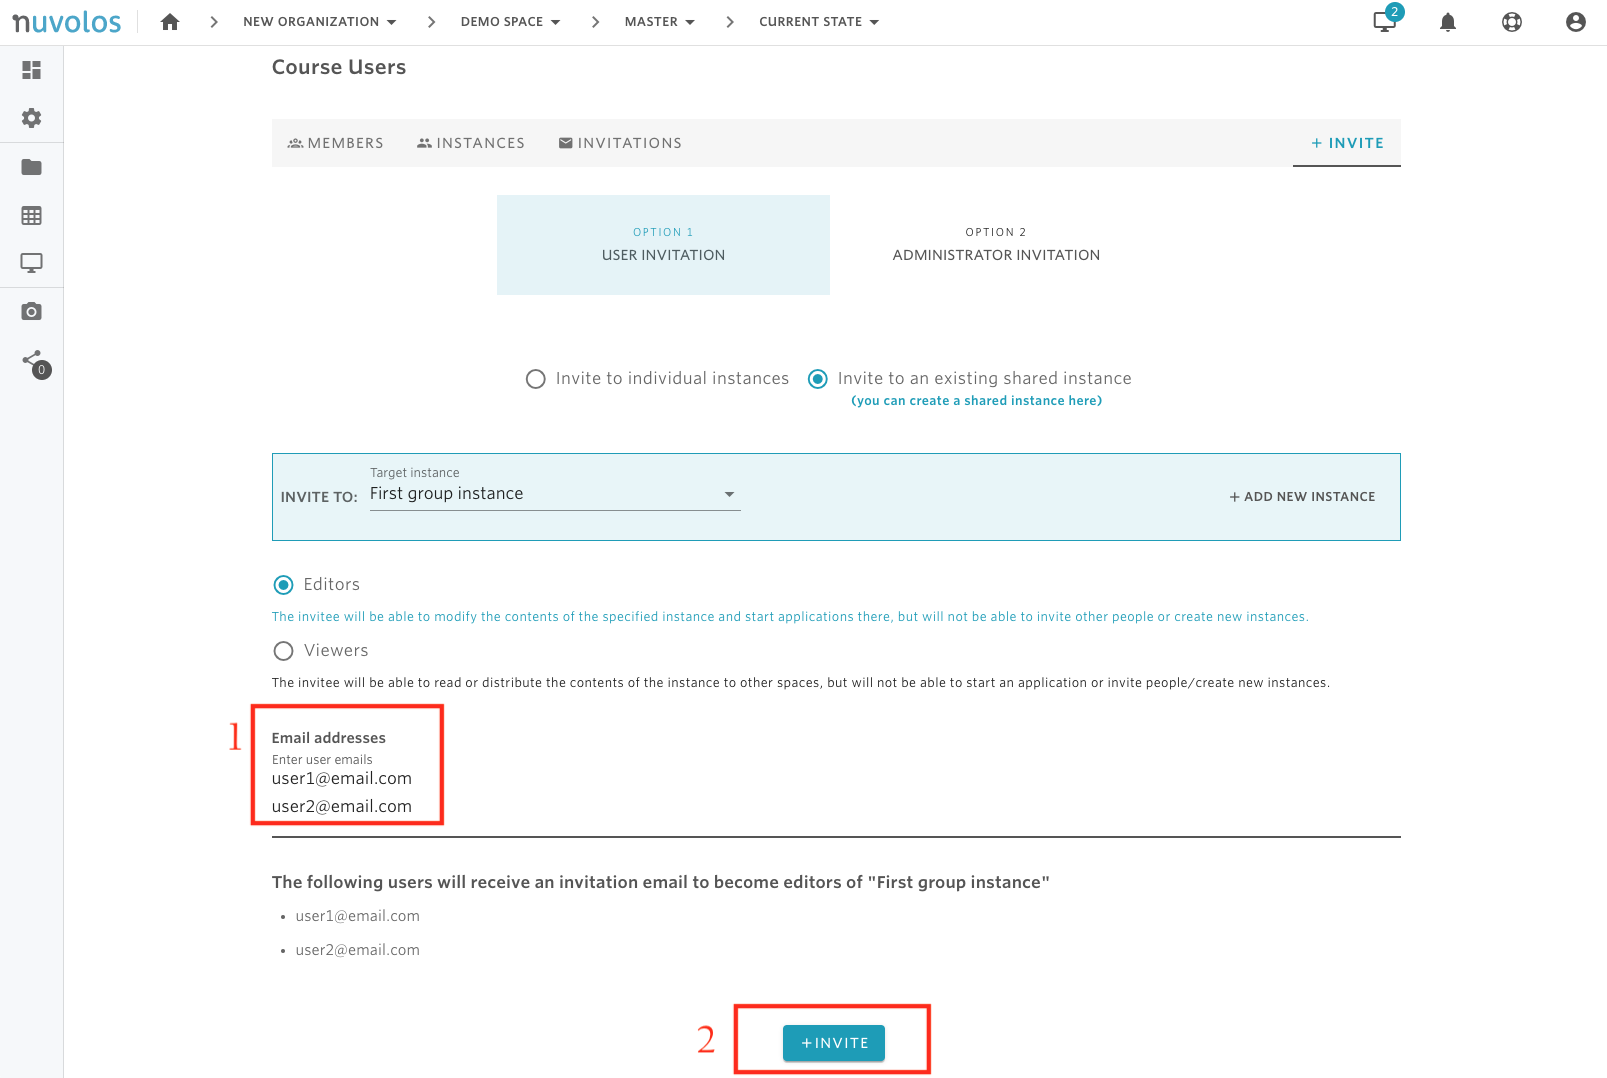 nuvolos
NEW ORGANIZATION
DEMO SPACE
MASTER
CURRENT STATE
2
0
Course Users
MEMBERS
INSTANCES
INVITATIONS
+ INVITE
OPTION 1
USER INVITATION
OPTION 2
ADMINISTRATOR INVITATION
Invite to individual instances
Invite to an existing shared instance
(you can create a shared instance here)
INVITE TO:
Target instance
First group instance
+ ADD NEW INSTANCE
Editors
The invitee will be able to modify the contents of the specified instance and start applications there, but will not be able to invite other people or create new instances.
Viewers
The invitee will be able to read or distribute the contents of the instance to other spaces, but will not be able to start an application or invite people/create new instances.
1
Email addresses
Enter user emails
user1@email.com
user2@email.com
The following users will receive an invitation email to become editors of "First group instance"
• user1@email.com
• user2@email.com
2
+INVITE